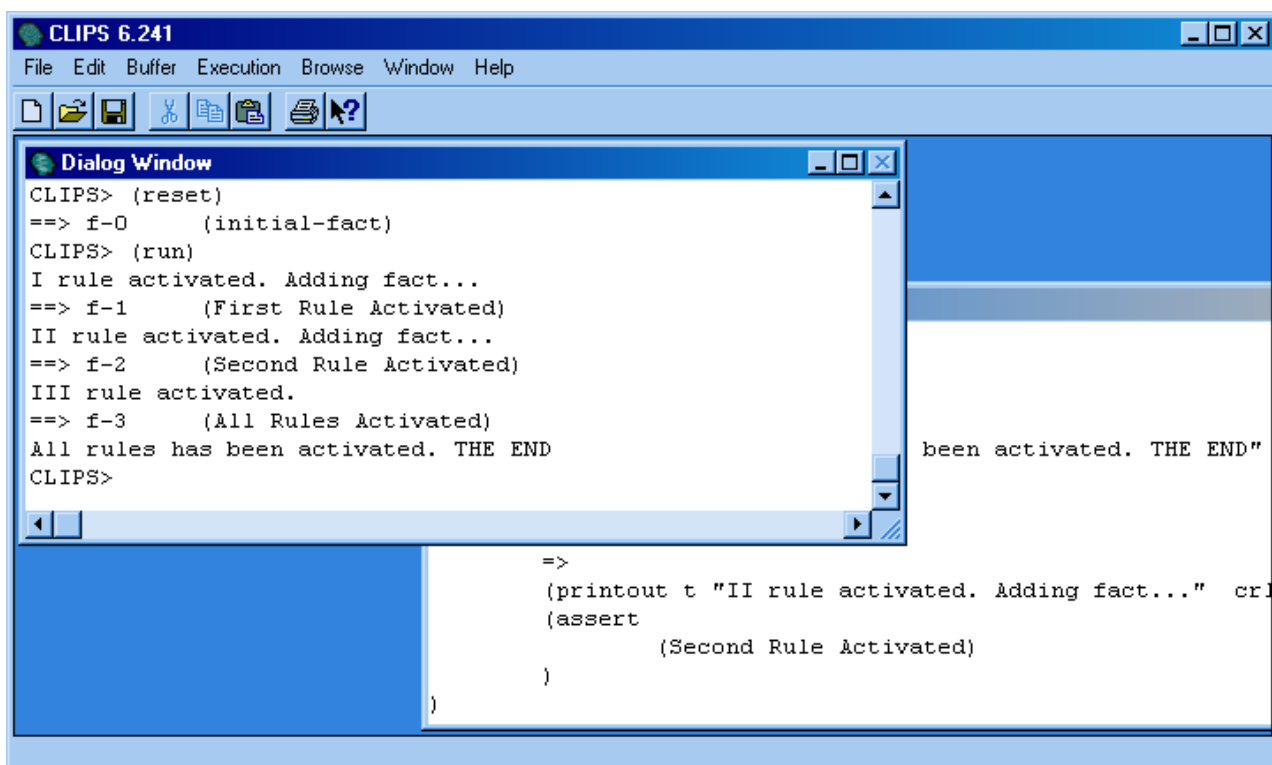 CLIPS 6.241
File Edit Buffer Execution Browse Window Help
Dialog Window
CLIPS> (reset)
==> f-0 (initial-fact)
CLIPS> (run)
I rule activated. Adding fact...
==> f-1 (First Rule Activated)
II rule activated. Adding fact...
==> f-2 (Second Rule Activated)
III rule activated.
==> f-3 (All Rules Activated)
All rules has been activated. THE END
CLIPS>
been activated. THE END"
=>
(printout t "II rule activated. Adding fact..." crl
(assert
(Second Rule Activated)
)
)